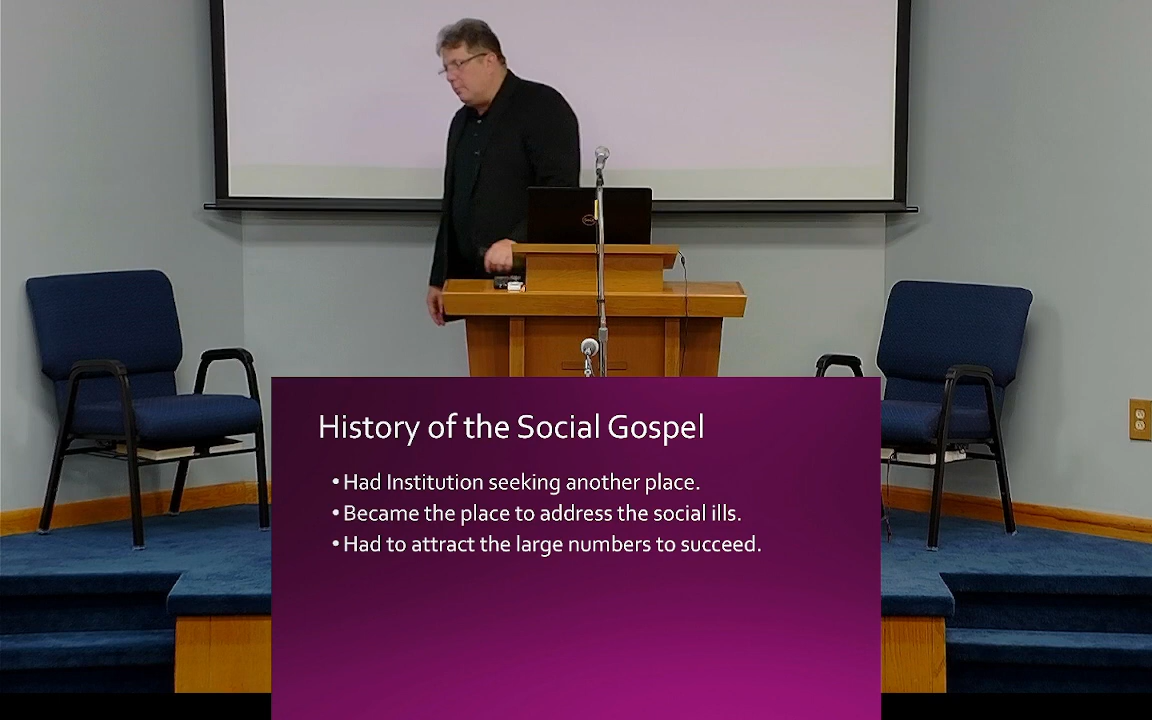 History of the Social Gospel
•Had Institution seeking another place.
•Became the place to address the social ills.
•Had to attract the large numbers to succeed.
DELL